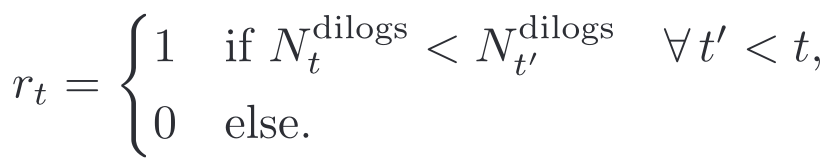 r_t = { 1 if N_t^dilogs < N_{t'}^dilogs ∀ t' < t,
0 else.